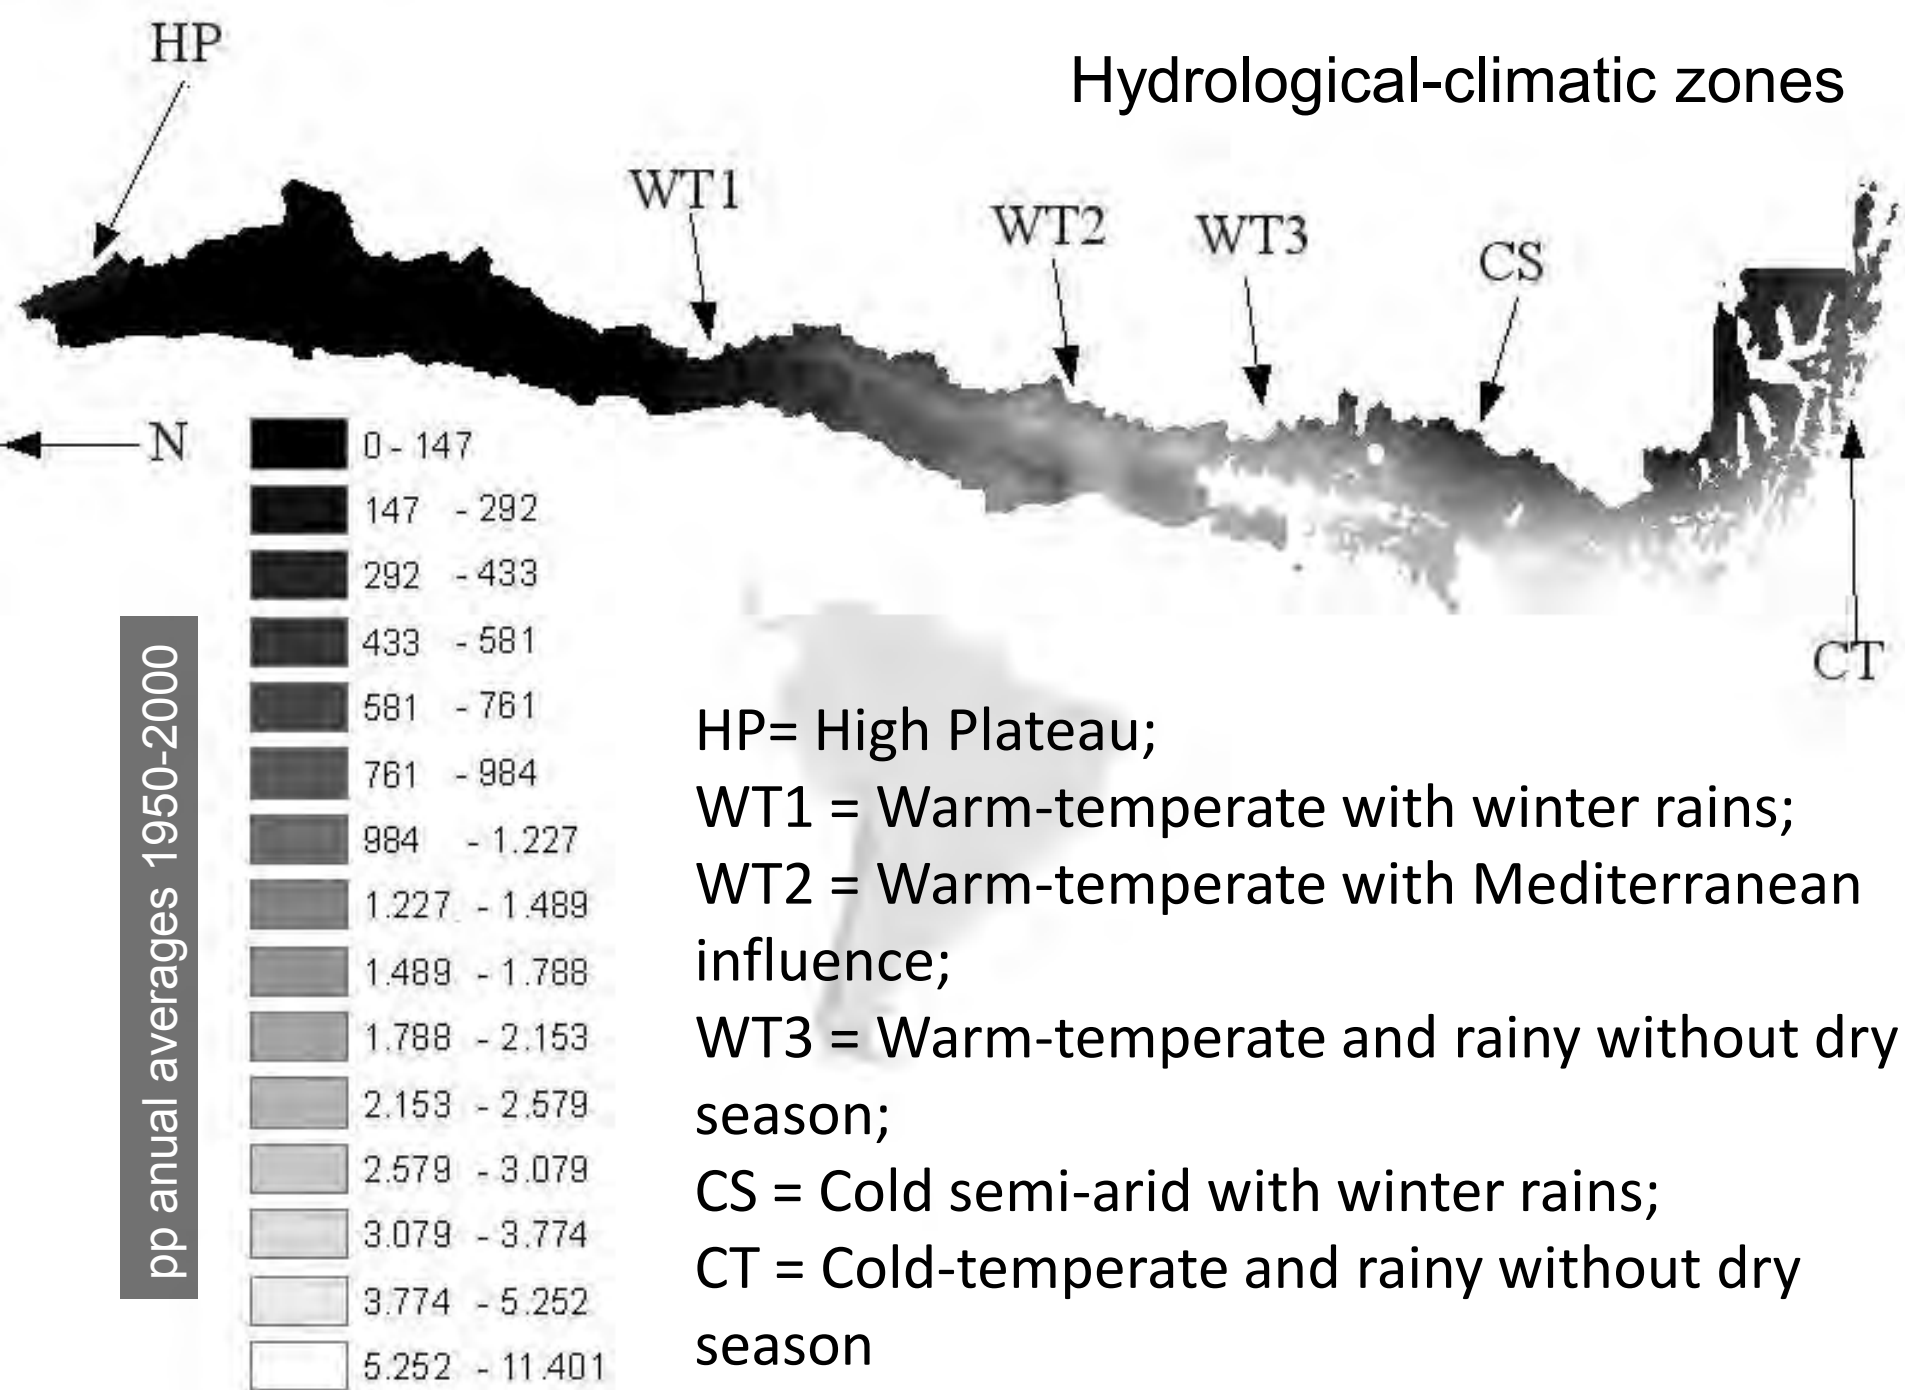 HP
Hydrological-climatic zones
WT1
WT2
WT3
CS
N
CT
0 - 147
147 - 292
292 - 433
433 - 581
581 - 761
761 - 984
984 - 1.227
1.227 - 1.489
1.489 - 1.788
1.788 - 2.153
2.153 - 2.579
2.579 - 3.079
3.079 - 3.774
3.774 - 5.252
5.252 - 11.401
pp anual averages 1950-2000
HP= High Plateau;
WT1 = Warm-temperate with winter rains;
WT2 = Warm-temperate with Mediterranean
influence;
WT3 = Warm-temperate and rainy without dry
season;
CS = Cold semi-arid with winter rains;
CT = Cold-temperate and rainy without dry
season